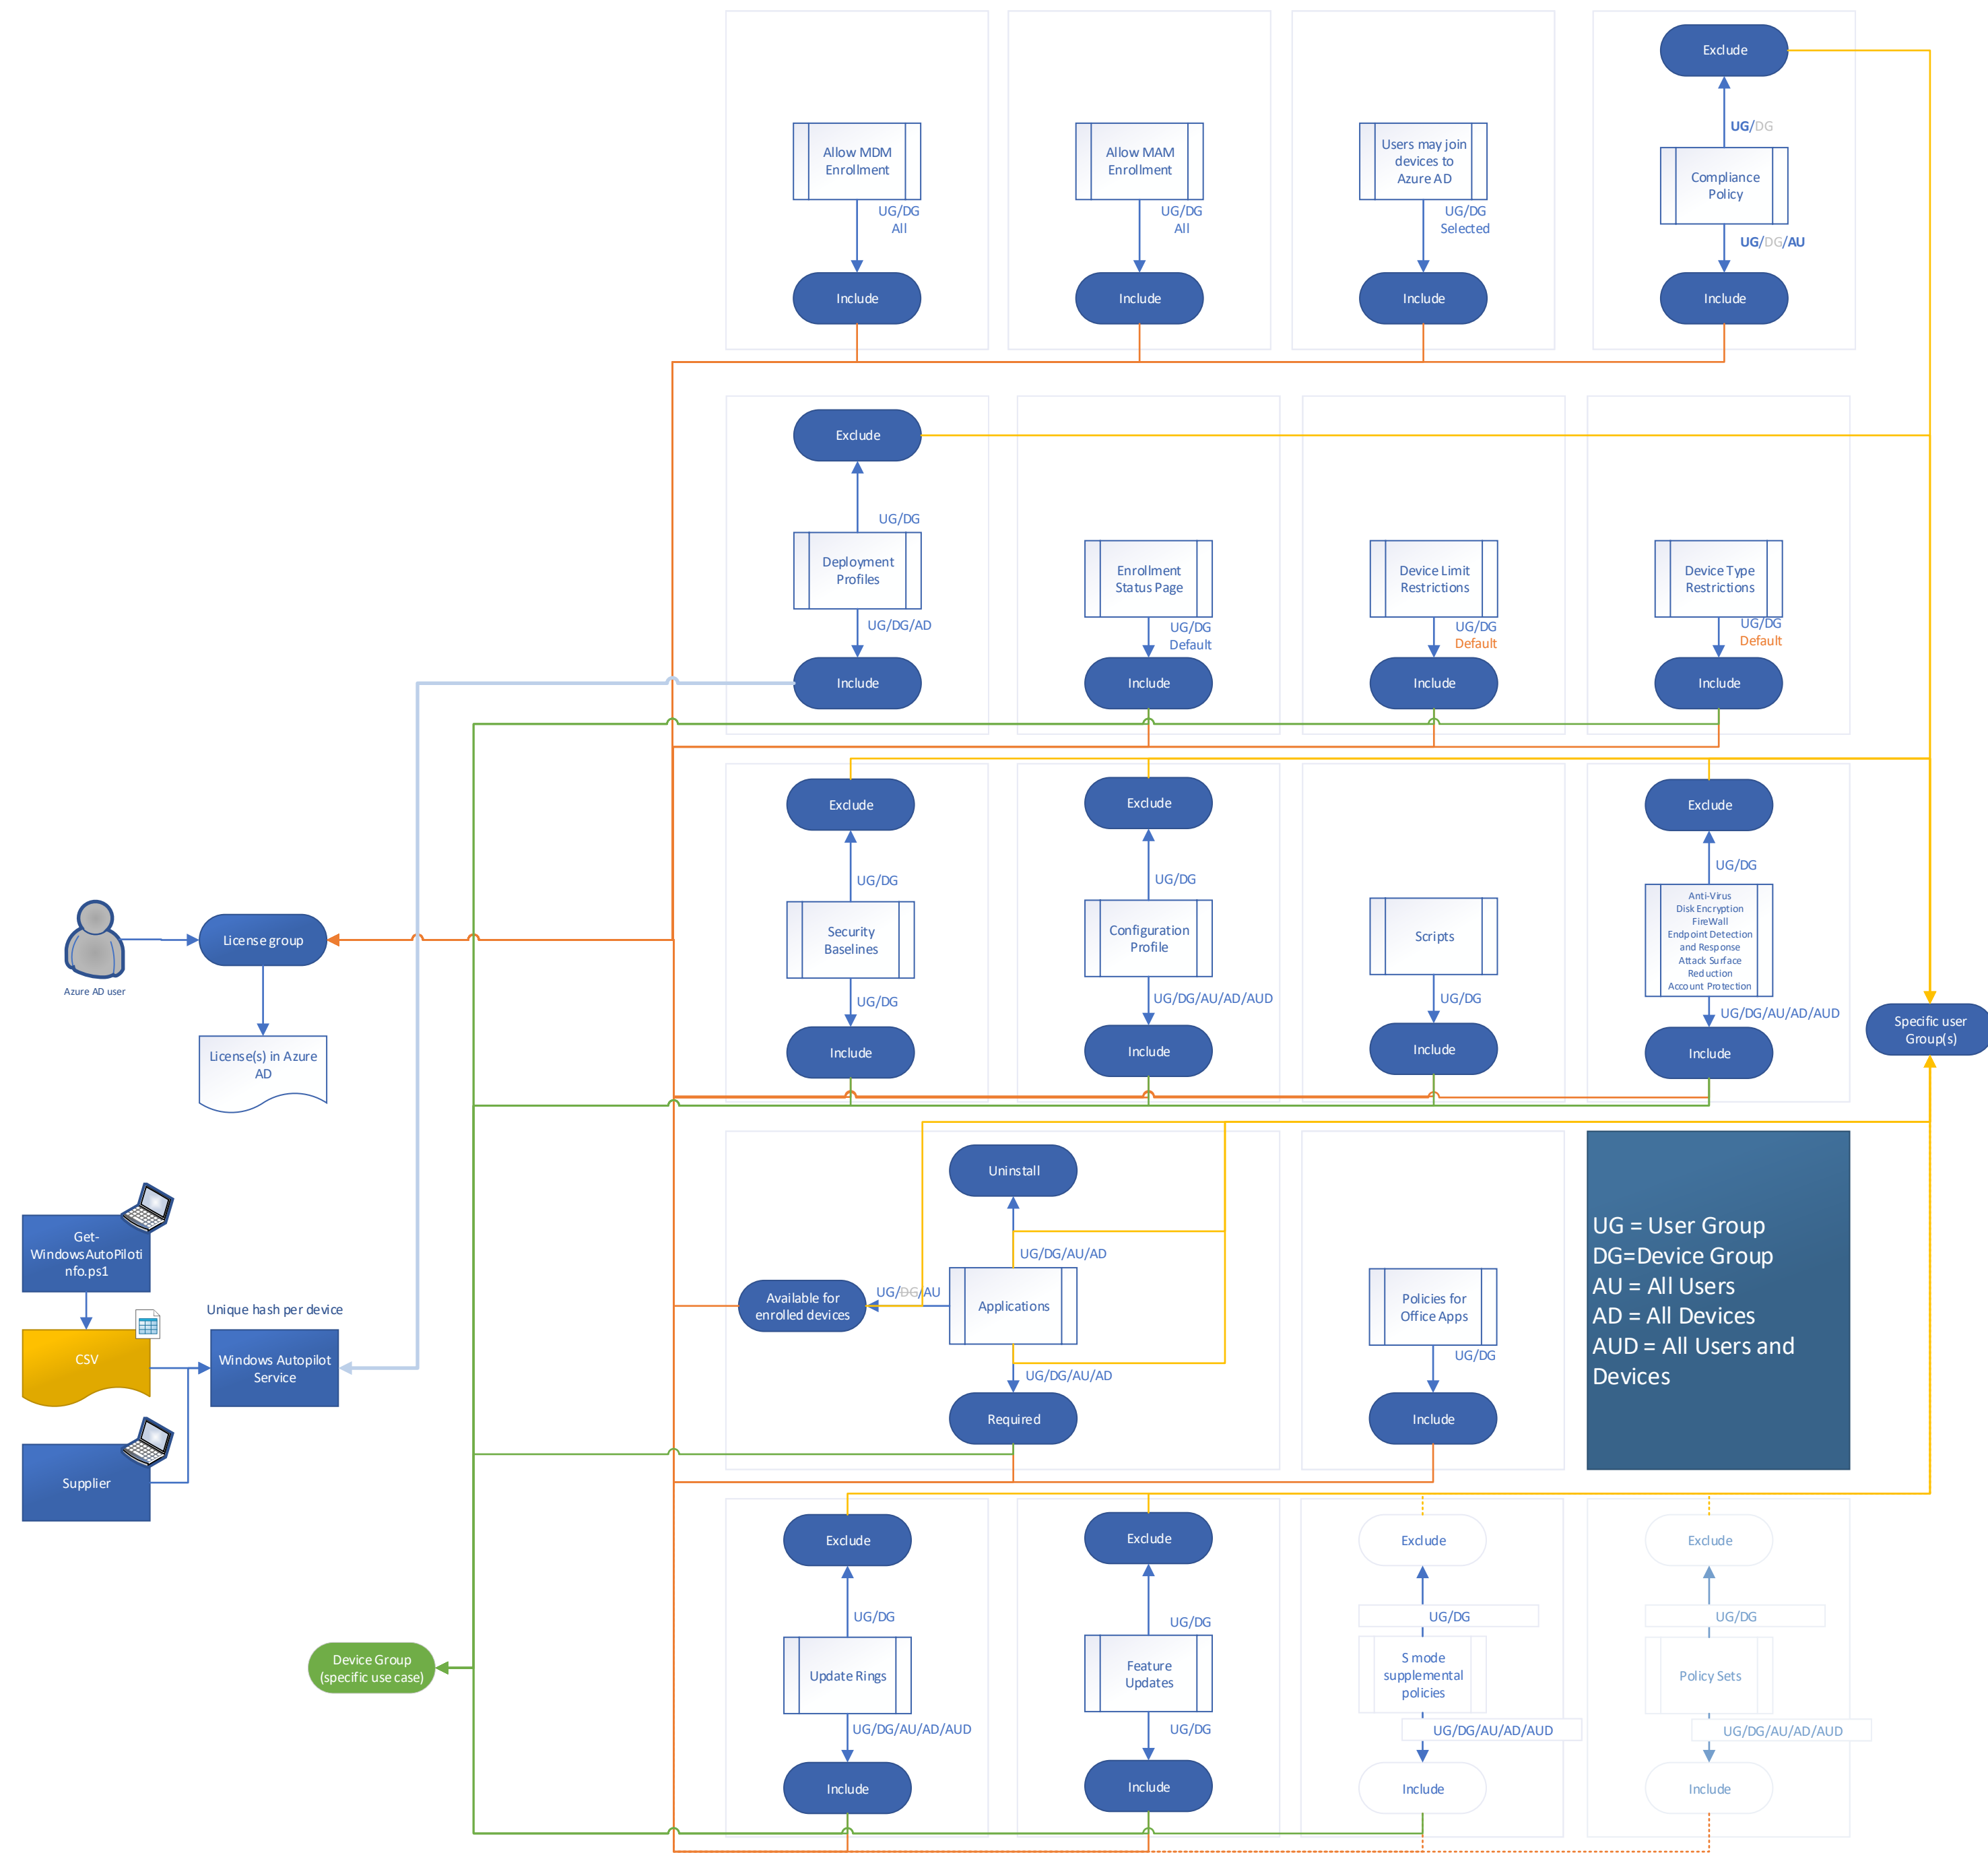 Exclude
UG/DG
Allow MDM
Enrollment
UG/DG
All
Include
Allow MAM
Enrollment
UG/DG
All
Include
Users may join
devices to
Azure AD
UG/DG
Selected
Include
Compliance
Policy
UG/DG/AU
Include
Exclude
UG/DG
Deployment
Profiles
UG/DG/AD
Include
Enrollment
Status Page
UG/DG
Default
Include
Device Limit
Restrictions
UG/DG
Default
Include
Device Type
Restrictions
UG/DG
Default
Include
Exclude
UG/DG
Security
Baselines
UG/DG
Include
Exclude
UG/DG
Configuration
Profile
UG/DG/AU/AD/AUD
Include
Scripts
UG/DG
Include
Exclude
UG/DG
Anti-Virus
Disk Encryption
FireWall
Endpoint Detection
and Response
Attack Surface
Reduction
Account Protection
UG/DG/AU/AD/AUD
Include
Azure AD user
License group
License(s) in Azure
AD
Specific user
Group(s)
Get-
WindowsAutoPiloti
nfo.ps1
CSV
Supplier
Unique hash per device
Windows Autopilot
Service
Uninstall
UG/DG/AU/AD
Available for
enrolled devices
UG/DG/AU
Applications
UG/DG/AU/AD
Required
Policies for
Office Apps
UG/DG
Include
UG = User Group
DG=Device Group
AU = All Users
AD = All Devices
AUD = All Users and
Devices
Device Group
(specific use case)
Exclude
UG/DG
Update Rings
UG/DG/AU/AD/AUD
Include
Exclude
UG/DG
Feature
Updates
UG/DG
Include
Exclude
UG/DG
S mode
supplemental
policies
UG/DG/AU/AD/AUD
Include
Exclude
UG/DG
Policy Sets
UG/DG/AU/AD/AUD
Include